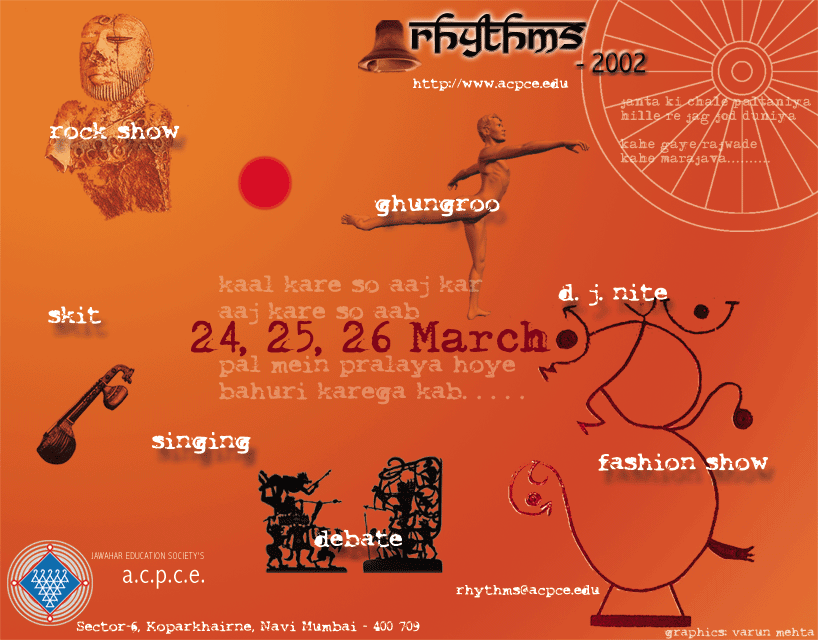 rhythms
- 2002
http://www.acpce.edu
janta ki chale paltaniya
hille re jag jod duniya
kahe gaye rajwade
kahe marajava..........
rock show
ghungroo
kaal kare so aaj kar
aaj kare so aab
d. j. nite
skit
24, 25, 26 March
pal mein pralaya hoye
bahuri karega kab.....
singing
fashion show
debate
JAWAHAR EDUCATION SOCIETY'S
a.c.p.c.e.
rhythms@acpce.edu
Sector-6, Koparkhairne, Navi Mumbai - 400 709
graphics: varun mehta